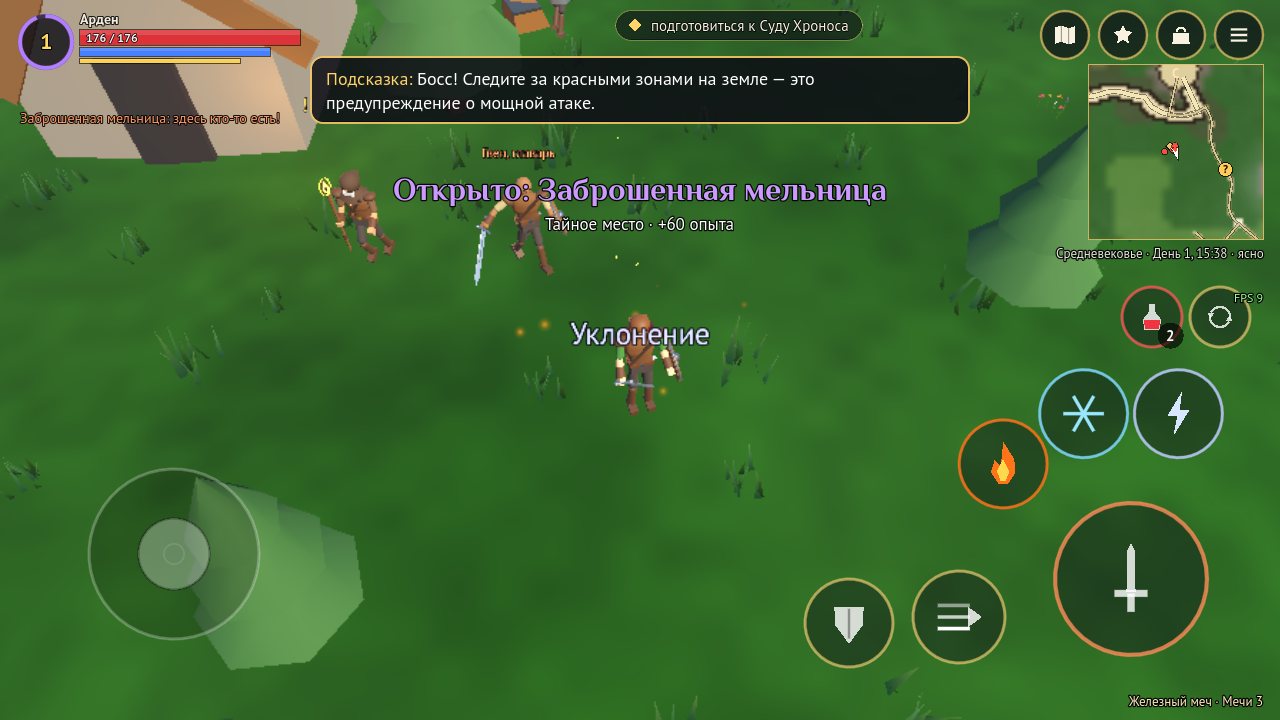 Арден
1
176 / 176
подготовиться к Суду Хроноса
Подсказка: Босс! Следите за красными зонами на земле — это
предупреждение о мощной атаке.
Заброшенная мельница: здесь кто-то есть!
Открыто: Заброшенная мельница
Тайное место · +60 опыта
?
Средневековье · День 1, 15:38 · ясно
FPS 9
2
Уклонение
Железный меч · Мечи 3